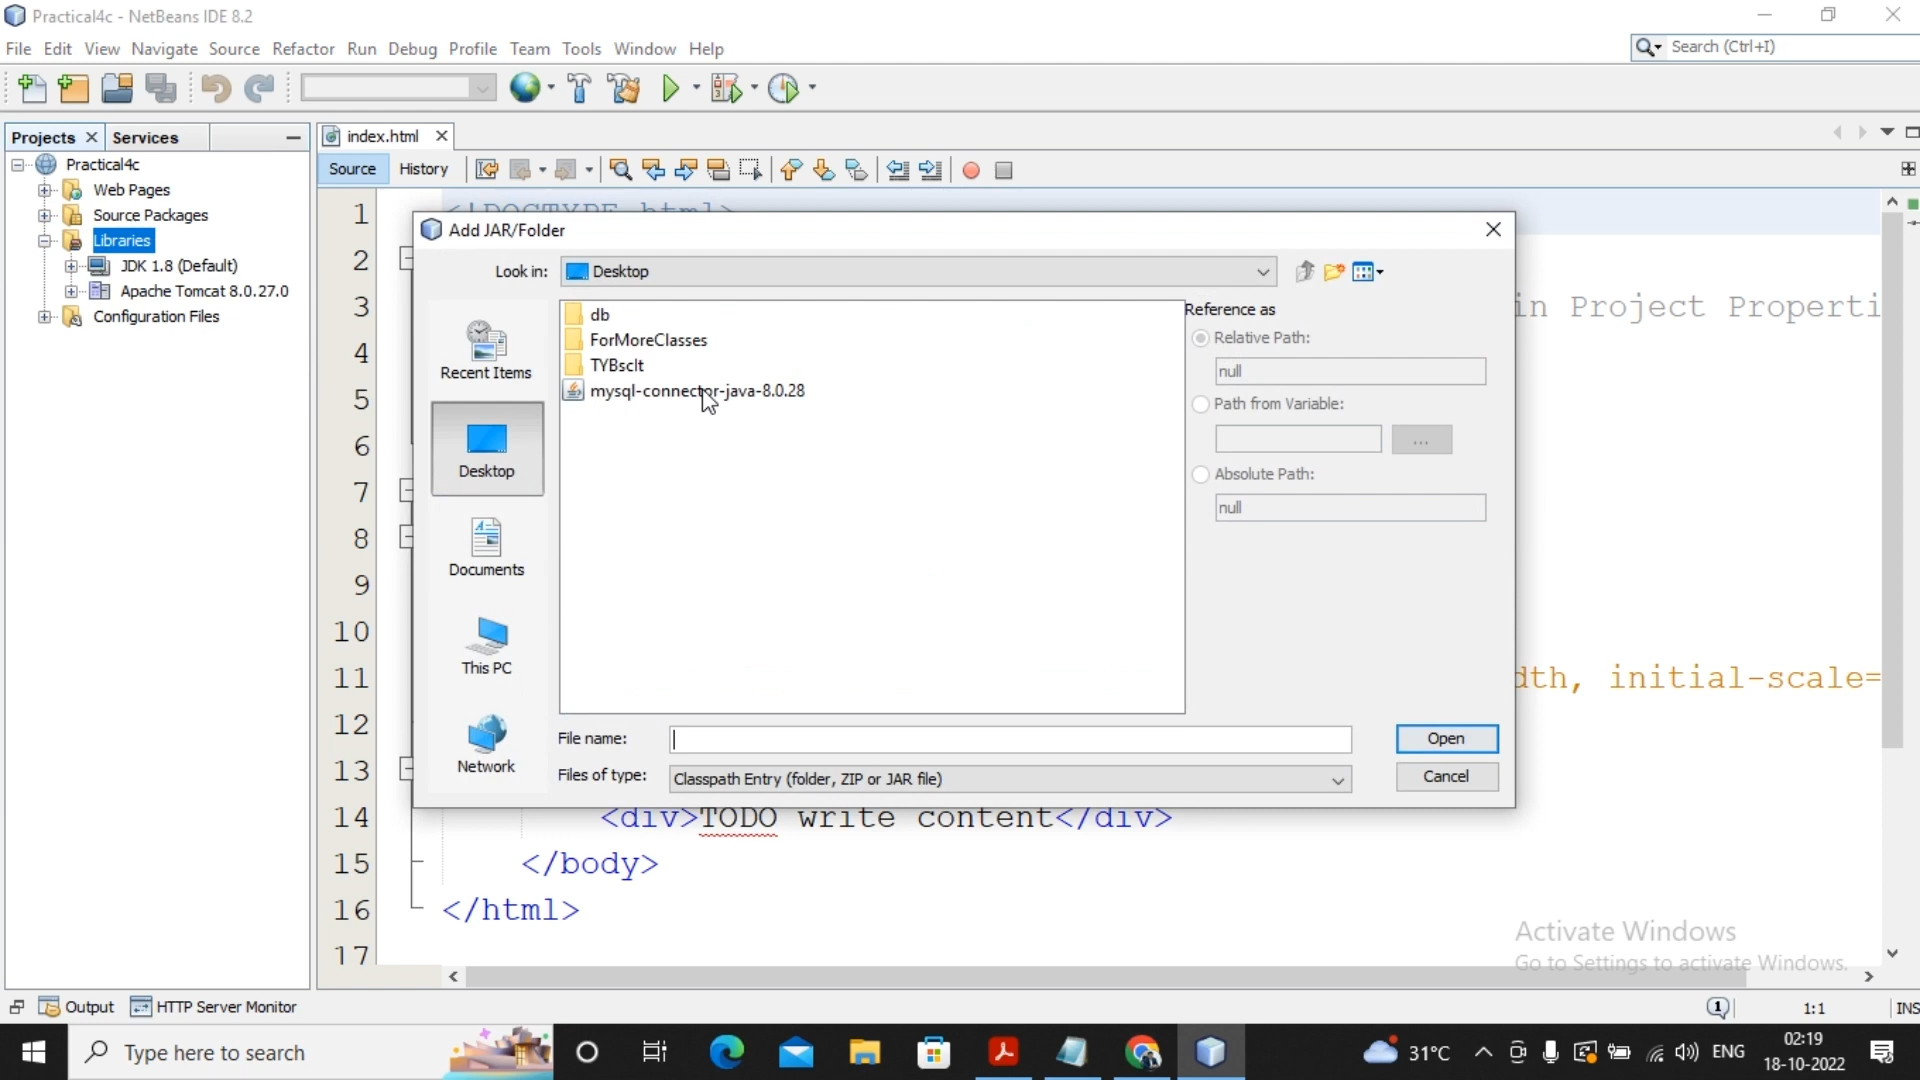 Practical4c - NetBeans IDE 8.2
File Edit View Navigate Source Refactor Run Debug Profile Team Tools Window Help
Search (Ctrl+I)
Projects
Services
index.html
Practical4c
Web Pages
Source Packages
Libraries
JDK 1.8 (Default)
Apache Tomcat 8.0.27.0
Configuration Files
Source
History
1
<!DOCTYPE html>
2
3
in Project Properti
4
5
6
7
8
9
10
11
dth, initial-scale=
12
13
14
<div>TODO write content</div>
15
</body>
16
</html>
17
Add JAR/Folder
Look in:
Desktop
Recent Items
Desktop
Documents
This PC
Network
db
ForMoreClasses
TYBscIt
mysql-connector-java-8.0.28
Reference as
Relative Path:
null
Path from Variable:
...
Absolute Path:
null
File name:
Open
Files of type:
Classpath Entry (folder, ZIP or JAR file)
Cancel
Activate Windows
Go to Settings to activate Windows.
Output
HTTP Server Monitor
1
1:1
INS
Type here to search
31°C
ENG
02:19
18-10-2022